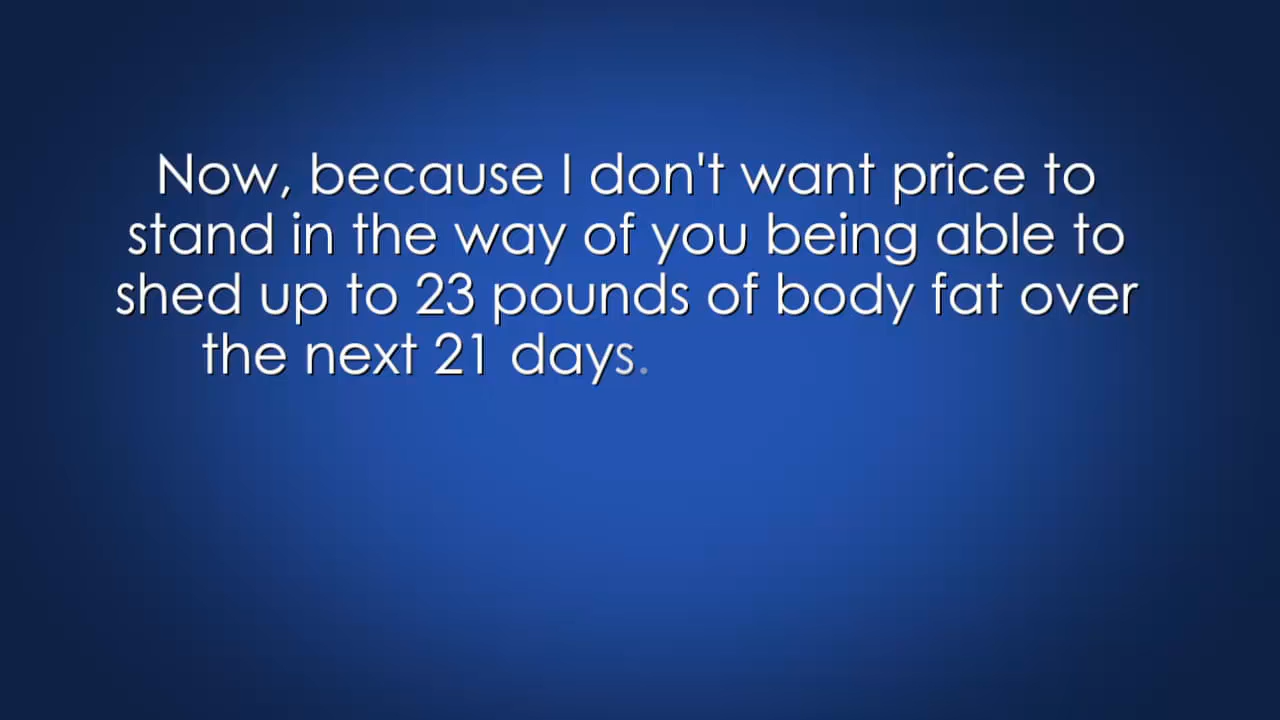 Now, because I don't want price to
stand in the way of you being able to
shed up to 23 pounds of body fat over
the next 21 days.